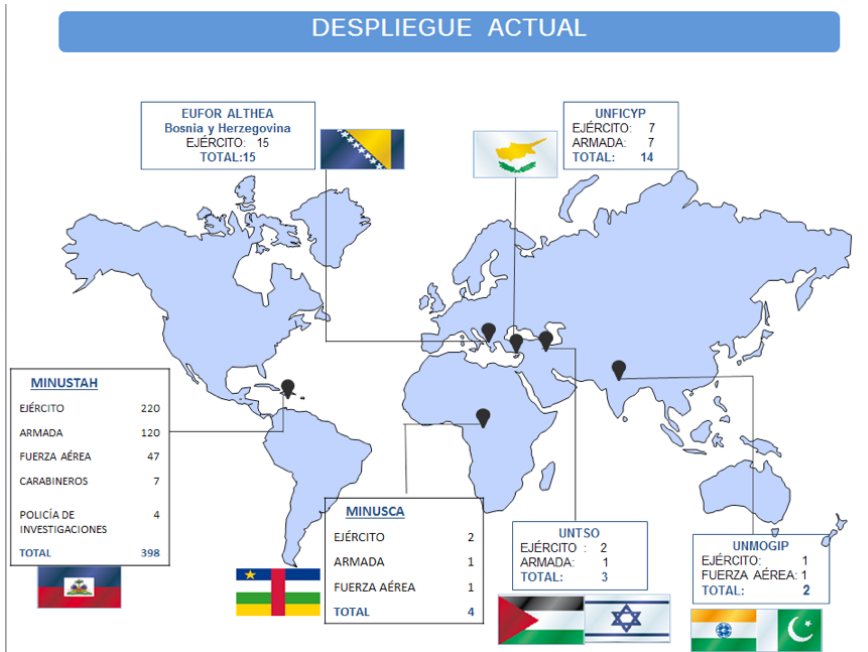 DESPLIEGUE ACTUAL
EUFOR ALTHEA
Bosnia y Herzegovina
EJÉRCITO: 15
TOTAL:15
UNFICYP
EJÉRCITO: 7
ARMADA: 7
TOTAL: 14
MINUSTAH
EJÉRCITO 220
ARMADA 120
FUERZA AÉREA 47
CARABINEROS 7
POLICÍA DE
INVESTIGACIONES 4
TOTAL 398
MINUSCA
EJÉRCITO 2
ARMADA 1
FUERZA AÉREA 1
TOTAL 4
UNTSO
EJÉRCITO : 2
ARMADA: 1
TOTAL: 3
UNMOGIP
EJÉRCITO: 1
FUERZA AÉREA: 1
TOTAL: 2